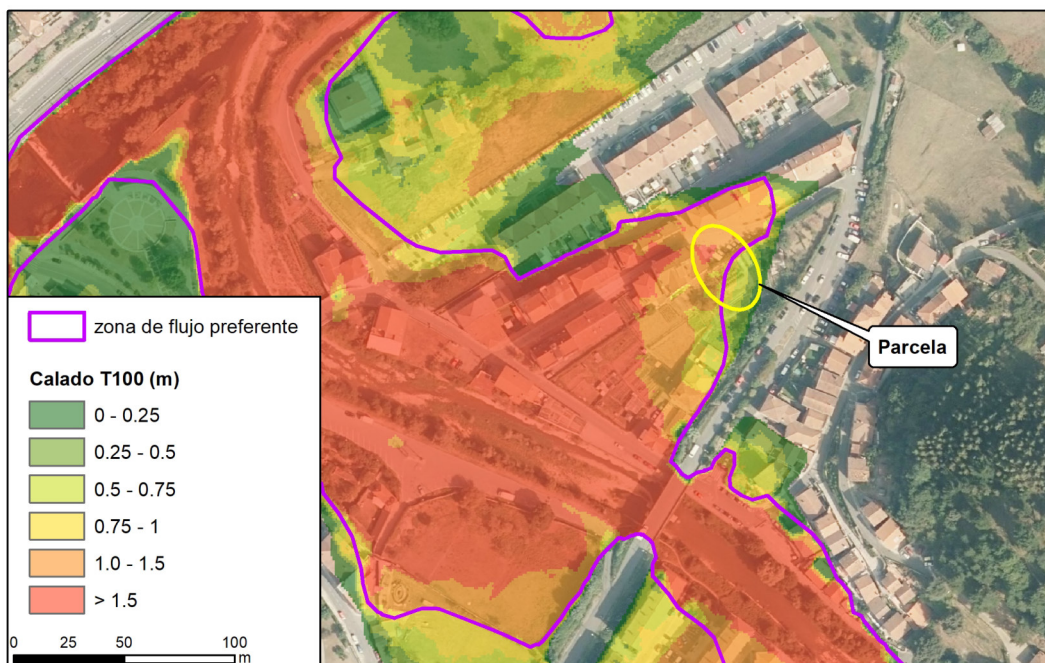 Parcela
zona de flujo preferente
Calado T100 (m)
0 - 0.25
0.25 - 0.5
0.5 - 0.75
0.75 - 1
1.0 - 1.5
> 1.5
0 25 50 100
m